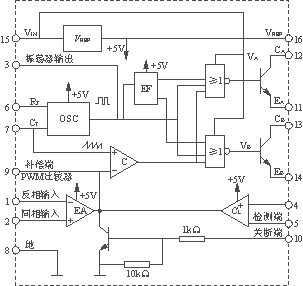 15 V_IN V_REF V_REF 16
3 振荡器输出 +5V V_A C_A 12
+5V +5V ≥1
6 R_T EF
7 C_T OSC E_A 11
C_B 13
补偿端 C ≥1 V_B
9 PWM比较器 E_B 14
1 反相输入 +5V +5V
2 同相输入 EA C_L 4
检测端 5
8 地 1kΩ 关断端 10
10kΩ